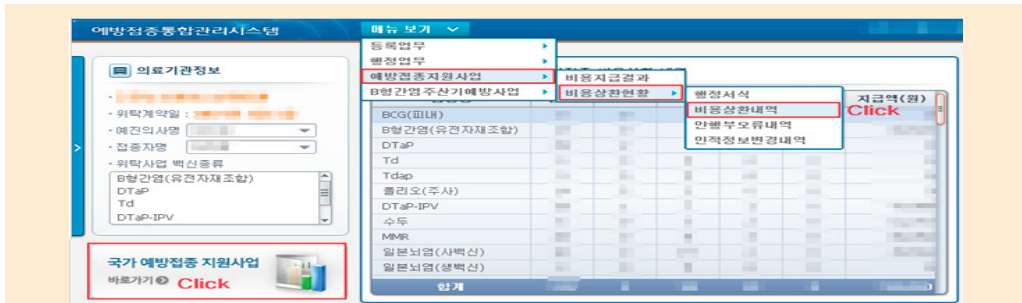 예방접종통합관리시스템
메뉴 보기
등록업무
행정업무
예방접종지원사업
B형간염주산기예방사업
비용지급결과
비용상환현황
행정서식
비용상환내역
안행부오류내역
인적정보변경내역
의료기관정보
위탁계약일 :
예진의사명
접종자명
위탁사업 백신종류
B형간염(유전자재조합)
DTaP
Td
DTaP-IPV
국가 예방접종 지원사업
바로가기
Click
지급액(원)
Click
BCG(피내)
B형간염(유전자재조합)
DTaP
Td
Tdap
폴리오(주사)
DTaP-IPV
수두
MMR
일본뇌염(사백신)
일본뇌염(생백신)
합계